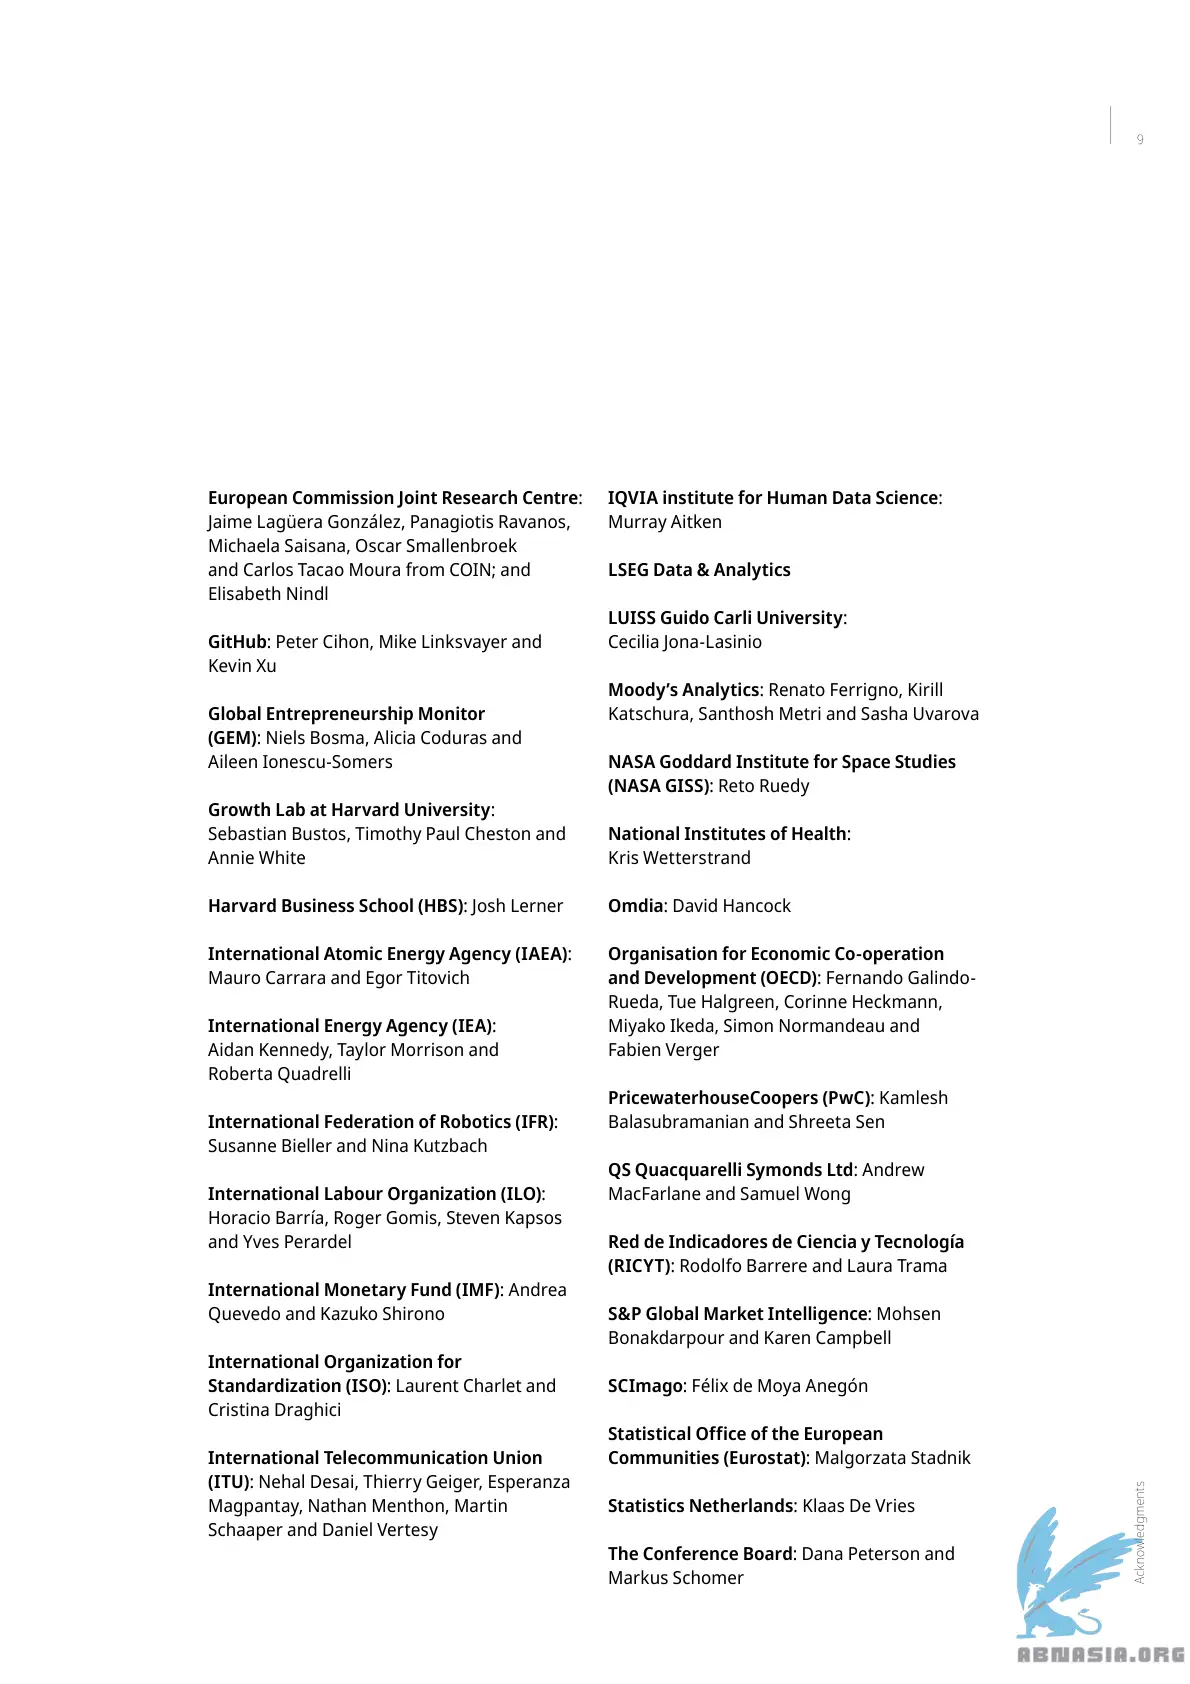 9
European Commission Joint Research Centre:
Jaime Lagüera González, Panagiotis Ravanos,
Michaela Saisana, Oscar Smallenbroek
and Carlos Tacao Moura from COIN; and
Elisabeth Nindl
GitHub: Peter Cihon, Mike Linksvayer and
Kevin Xu
Global Entrepreneurship Monitor
(GEM): Niels Bosma, Alicia Coduras and
Aileen Ionescu-Somers
Growth Lab at Harvard University:
Sebastian Bustos, Timothy Paul Cheston and
Annie White
Harvard Business School (HBS): Josh Lerner
International Atomic Energy Agency (IAEA):
Mauro Carrara and Egor Titovich
International Energy Agency (IEA):
Aidan Kennedy, Taylor Morrison and
Roberta Quadrelli
International Federation of Robotics (IFR):
Susanne Bieller and Nina Kutzbach
International Labour Organization (ILO):
Horacio Barría, Roger Gomis, Steven Kapsos
and Yves Perardel
International Monetary Fund (IMF): Andrea
Quevedo and Kazuko Shirono
International Organization for
Standardization (ISO): Laurent Charlet and
Cristina Draghici
International Telecommunication Union
(ITU): Nehal Desai, Thierry Geiger, Esperanza
Magpantay, Nathan Menthon, Martin
Schaaper and Daniel Vertesy
IQVIA institute for Human Data Science:
Murray Aitken
LSEG Data & Analytics
LUISS Guido Carli University:
Cecilia Jona-Lasinio
Moody’s Analytics: Renato Ferrigno, Kirill
Katschura, Santhosh Metri and Sasha Uvarova
NASA Goddard Institute for Space Studies
(NASA GISS): Reto Ruedy
National Institutes of Health:
Kris Wetterstrand
Omdia: David Hancock
Organisation for Economic Co-operation
and Development (OECD): Fernando Galindo-
Rueda, Tue Halgreen, Corinne Heckmann,
Miyako Ikeda, Simon Normandeau and
Fabien Verger
PricewaterhouseCoopers (PwC): Kamlesh
Balasubramanian and Shreeta Sen
QS Quacquarelli Symonds Ltd: Andrew
MacFarlane and Samuel Wong
Red de Indicadores de Ciencia y Tecnología
(RICYT): Rodolfo Barrere and Laura Trama
S&P Global Market Intelligence: Mohsen
Bonakdarpour and Karen Campbell
SCImago: Félix de Moya Anegón
Statistical Office of the European
Communities (Eurostat): Malgorzata Stadnik
Statistics Netherlands: Klaas De Vries
The Conference Board: Dana Peterson and
Markus Schomer
Acknowledgments
ABNASIA.ORG